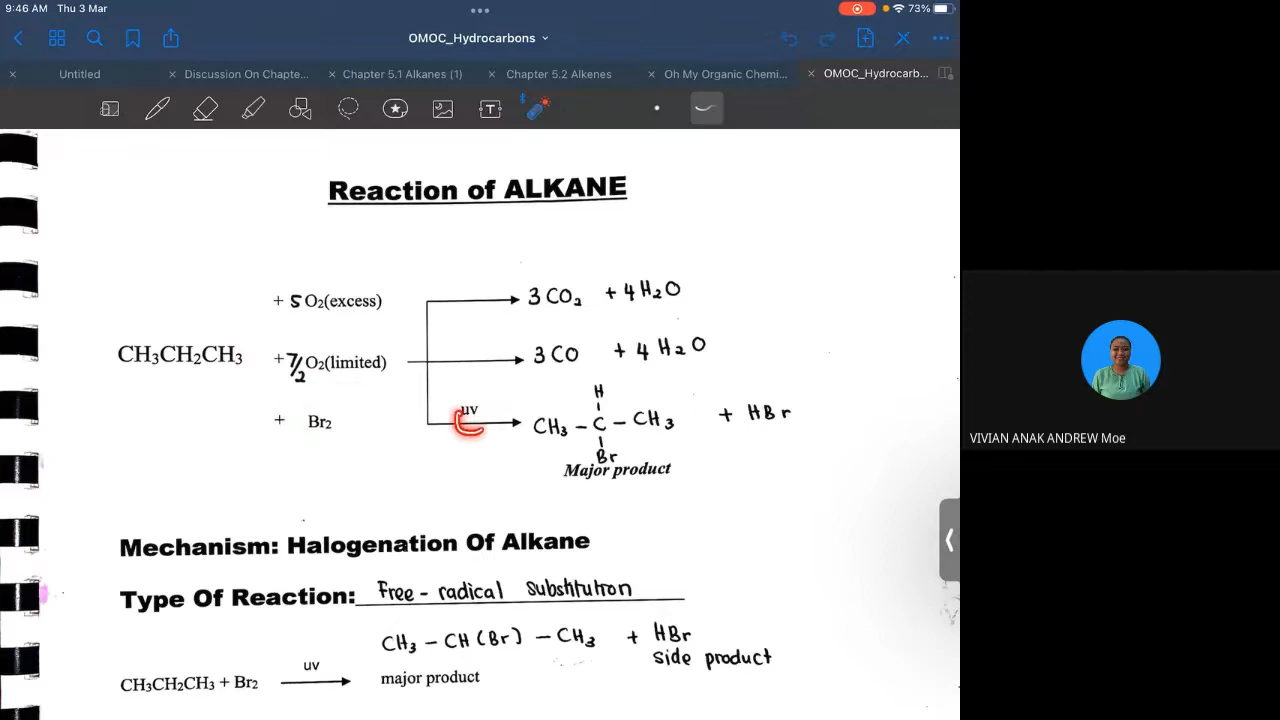 9:46 AM Thu 3 Mar
73%
OMOC_Hydrocarbons
Untitled
Discussion On Chapte...
Chapter 5.1 Alkanes (1)
Chapter 5.2 Alkenes
Oh My Organic Chemi...
OMOC_Hydrocarb...
Reaction of ALKANE
+ 5 O2(excess)
3 CO2 + 4 H2O
CH3CH2CH3
+ 7/2 O2(limited)
3 CO + 4 H2O
+ Br2
uv
H
CH3 – C – CH3 + HBr
Br
Major product
VIVIAN ANAK ANDREW Moe
Mechanism: Halogenation Of Alkane
Type Of Reaction: free - radical substitution
CH3 – CH (Br) – CH3 + HBr
side product
uv
CH3CH2CH3 + Br2
major product